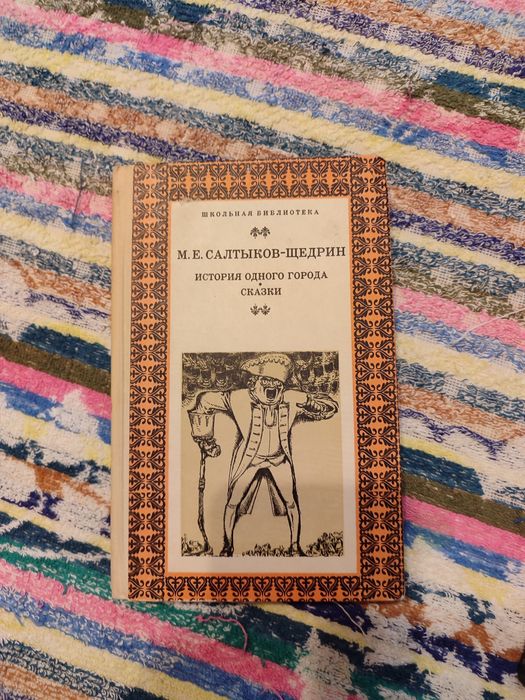 ШКОЛЬНАЯ БИБЛИОТЕКА
М.Е.САЛТЫКОВ-ЩЕДРИН
ИСТОРИЯ ОДНОГО ГОРОДА
СКАЗКИ